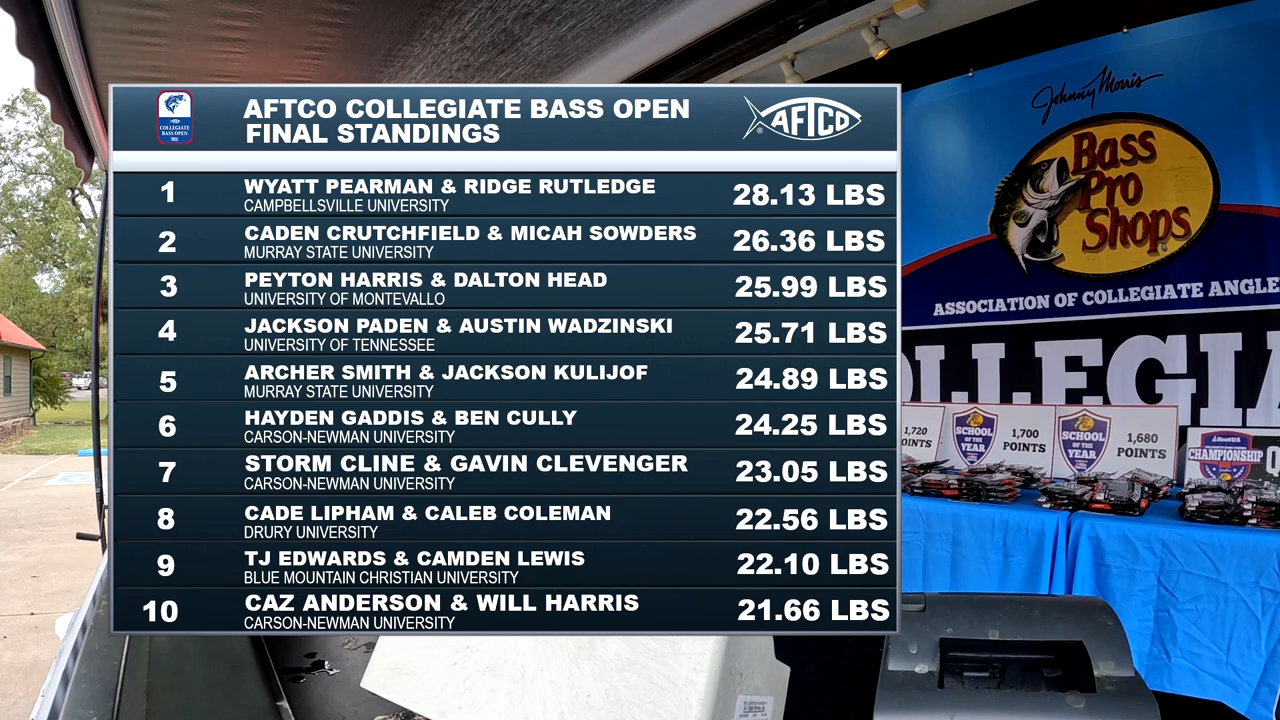 AFTCO COLLEGIATE BASS OPEN
FINAL STANDINGS
COLLEGIATE
BASS OPEN
AFTCO
®
1 WYATT PEARMAN & RIDGE RUTLEDGE 28.13 LBS
CAMPBELLSVILLE UNIVERSITY
2 CADEN CRUTCHFIELD & MICAH SOWDERS 26.36 LBS
MURRAY STATE UNIVERSITY
3 PEYTON HARRIS & DALTON HEAD 25.99 LBS
UNIVERSITY OF MONTEVALLO
4 JACKSON PADEN & AUSTIN WADZINSKI 25.71 LBS
UNIVERSITY OF TENNESSEE
5 ARCHER SMITH & JACKSON KULIJOF 24.89 LBS
MURRAY STATE UNIVERSITY
6 HAYDEN GADDIS & BEN CULLY 24.25 LBS
CARSON-NEWMAN UNIVERSITY
7 STORM CLINE & GAVIN CLEVENGER 23.05 LBS
CARSON-NEWMAN UNIVERSITY
8 CADE LIPHAM & CALEB COLEMAN 22.56 LBS
DRURY UNIVERSITY
9 TJ EDWARDS & CAMDEN LEWIS 22.10 LBS
BLUE MOUNTAIN CHRISTIAN UNIVERSITY
10 CAZ ANDERSON & WILL HARRIS 21.66 LBS
CARSON-NEWMAN UNIVERSITY
Johnny Morris
Bass
Pro
Shops
ASSOCIATION OF COLLEGIATE ANGLE
OLLEGIA
1,720
OINTS
SCHOOL
OF THE
YEAR
1,700
POINTS
SCHOOL
OF THE
YEAR
1,680
POINTS
BoatU.S.
CHAMPIONSHIP
Q